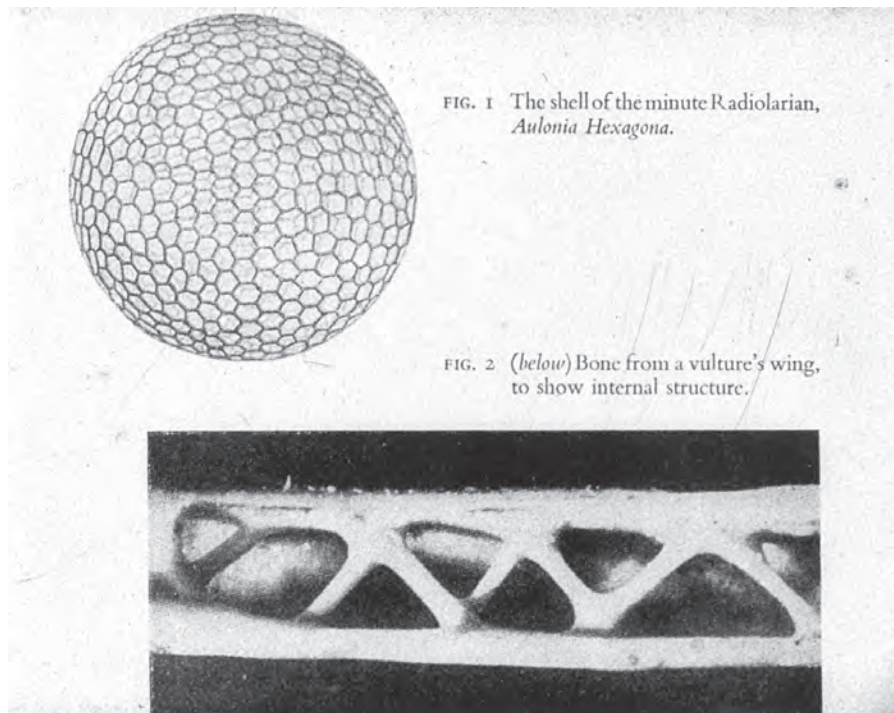 FIG. 1 The shell of the minute Radiolarian,
Aulonia Hexagona.
FIG. 2 (below) Bone from a vulture's wing,
to show internal structure.